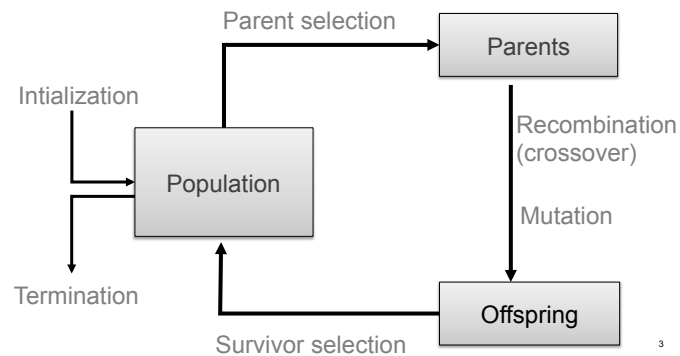 Parent selection
Parents
Intialization
Recombination
(crossover)
Population
Mutation
Termination
Offspring
Survivor selection
3